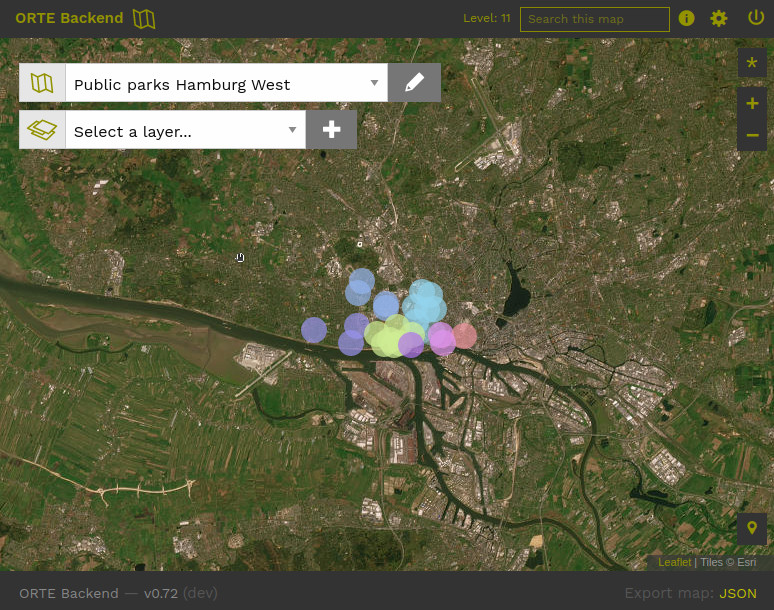 ORTE Backend
Level: 11
Search this map
Public parks Hamburg West
Select a layer...
Leaflet | Tiles © Esri
ORTE Backend — v0.72 (dev)
Export map: JSON